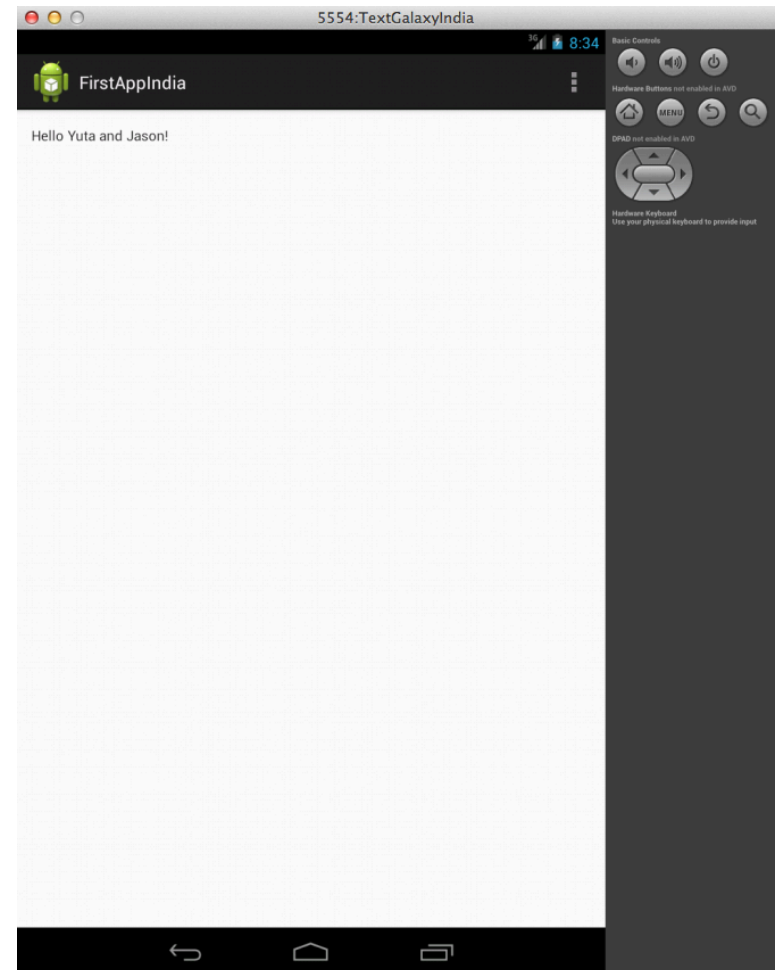 5554:TextGalaxyIndia
3G 8:34
FirstAppIndia
Hello Yuta and Jason!
Basic Controls
Hardware Buttons not enabled in AVD
MENU
DPAD not enabled in AVD
Hardware Keyboard
Use your physical keyboard to provide input